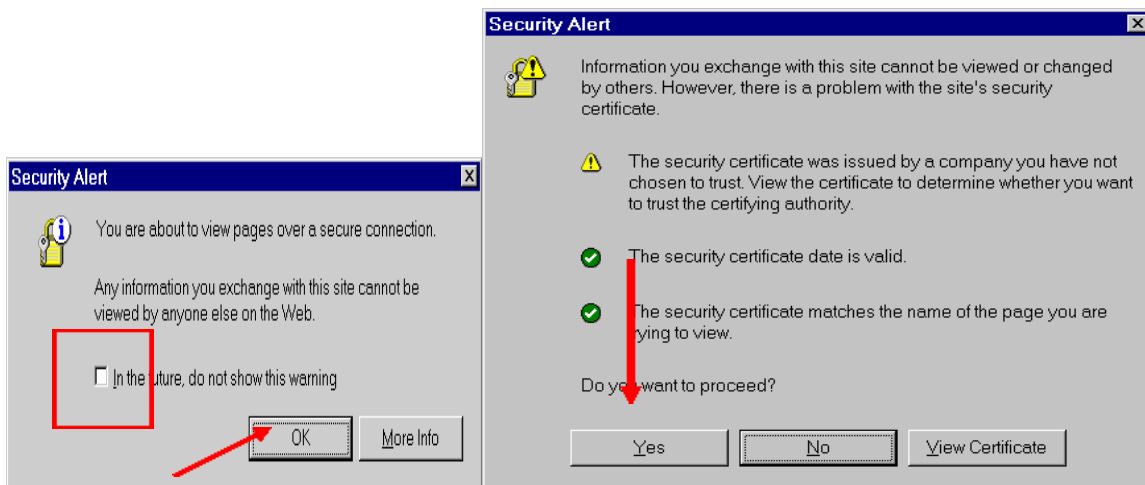 Security Alert
You are about to view pages over a secure connection.
Any information you exchange with this site cannot be
viewed by anyone else on the Web.
In the future, do not show this warning
OK
More Info
Security Alert
Information you exchange with this site cannot be viewed or changed
by others. However, there is a problem with the site's security
certificate.
The security certificate was issued by a company you have not
chosen to trust. View the certificate to determine whether you want
to trust the certifying authority.
The security certificate date is valid.
The security certificate matches the name of the page you are
trying to view.
Do you want to proceed?
Yes
No
View Certificate